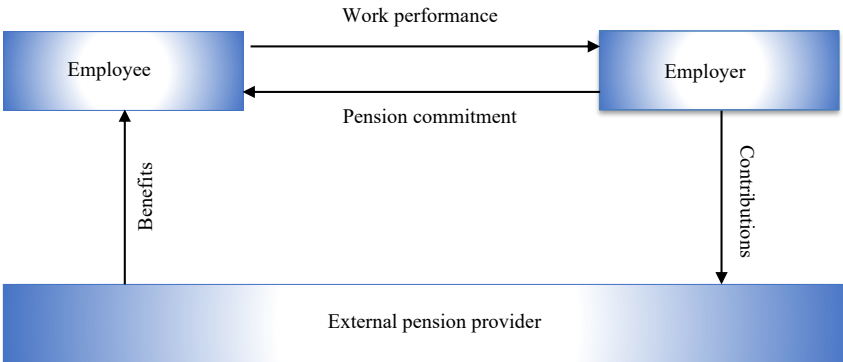 Work performance
Employee
Employer
Pension commitment
Benefits
Contributions
External pension provider